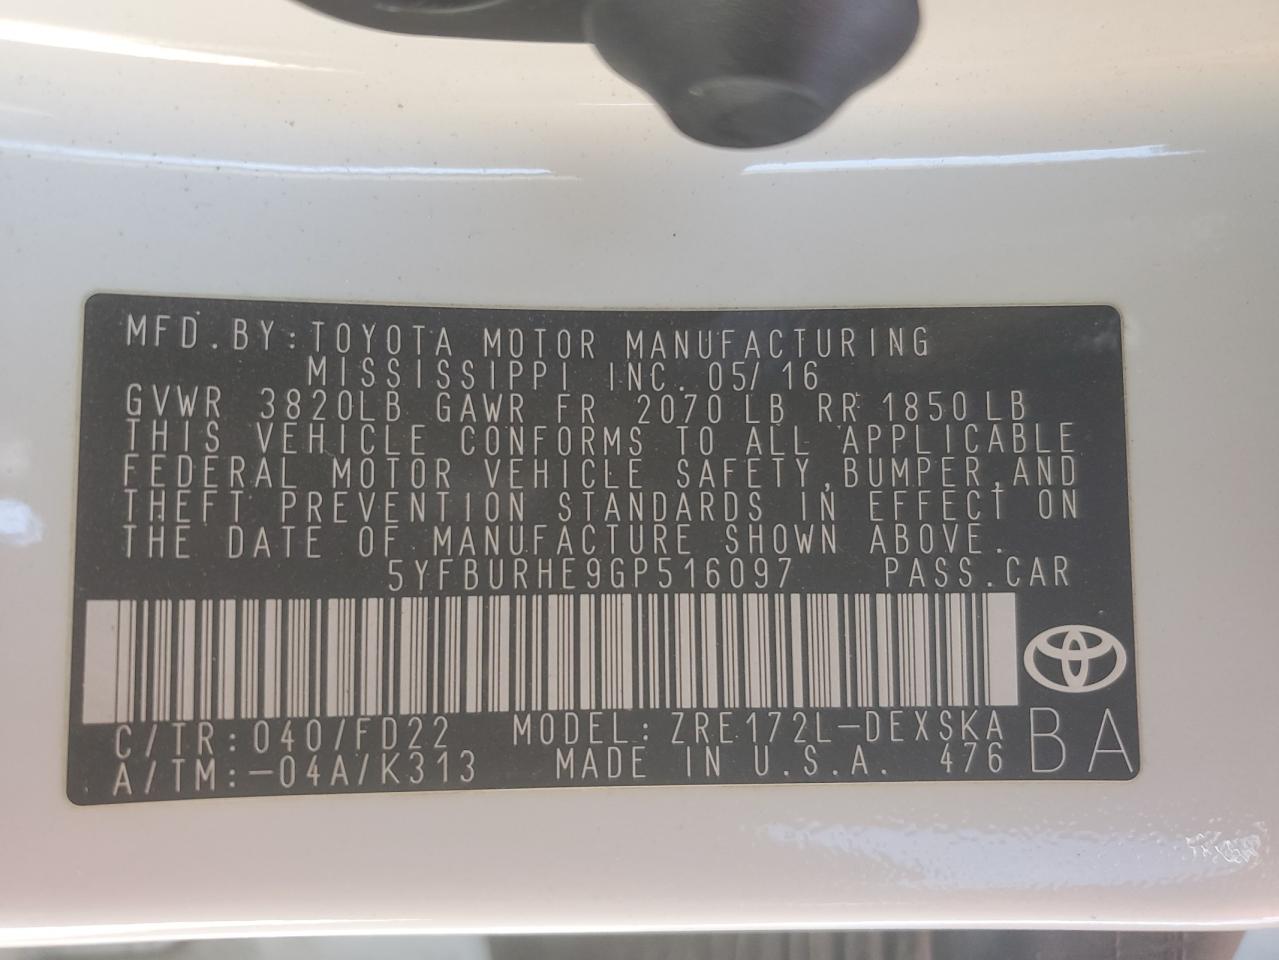 MFD.BY:TOYOTA MOTOR MANUFACTURING
MISSISSIPPI INC. 05/16
GVWR 3820LB GAWR FR 2070 LB RR 1850 LB
THIS VEHICLE CONFORMS TO ALL APPLICABLE
FEDERAL MOTOR VEHICLE SAFETY,BUMPER,AND
THEFT PREVENTION STANDARDS IN EFFECT ON
THE DATE OF MANUFACTURE SHOWN ABOVE.
5YFBURHE9GP516097 PASS.CAR
C/TR:040/FD22 MODEL:ZRE172L-DEXSKA
A/TM:-04A/K313 MADE IN U.S.A. 476
BA